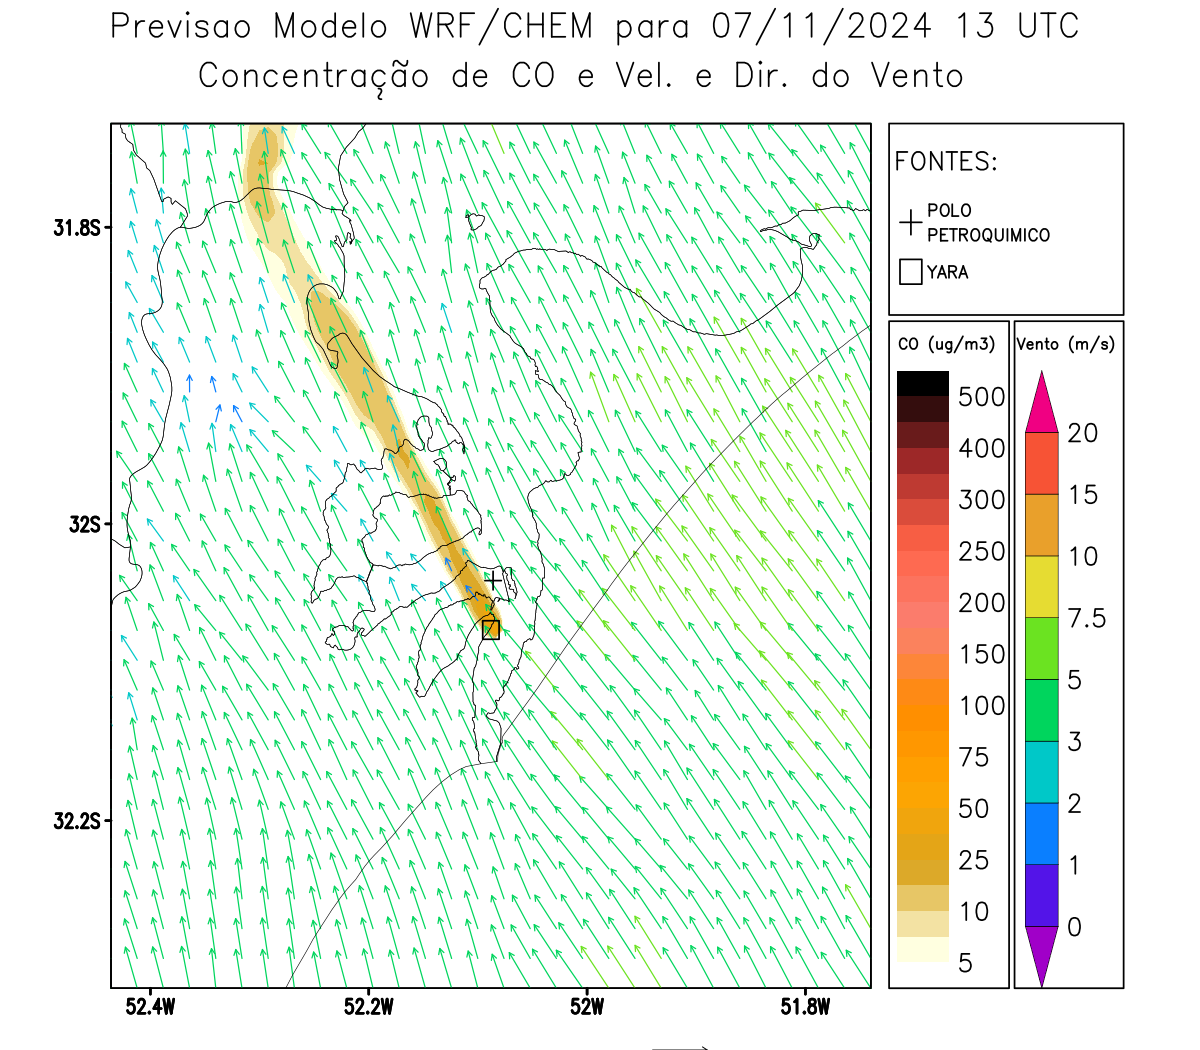 Previsao Modelo WRF/CHEM para 07/11/2024 13 UTC
Concentração de CO e Vel. e Dir. do Vento
FONTES:
POLO
PETROQUIMICO
YARA
CO (ug/m3)
500
400
300
250
200
150
100
75
50
25
10
5
Vento (m/s)
20
15
10
7.5
5
3
2
1
0
31.8S
32S
32.2S
52.4W
52.2W
52W
51.8W